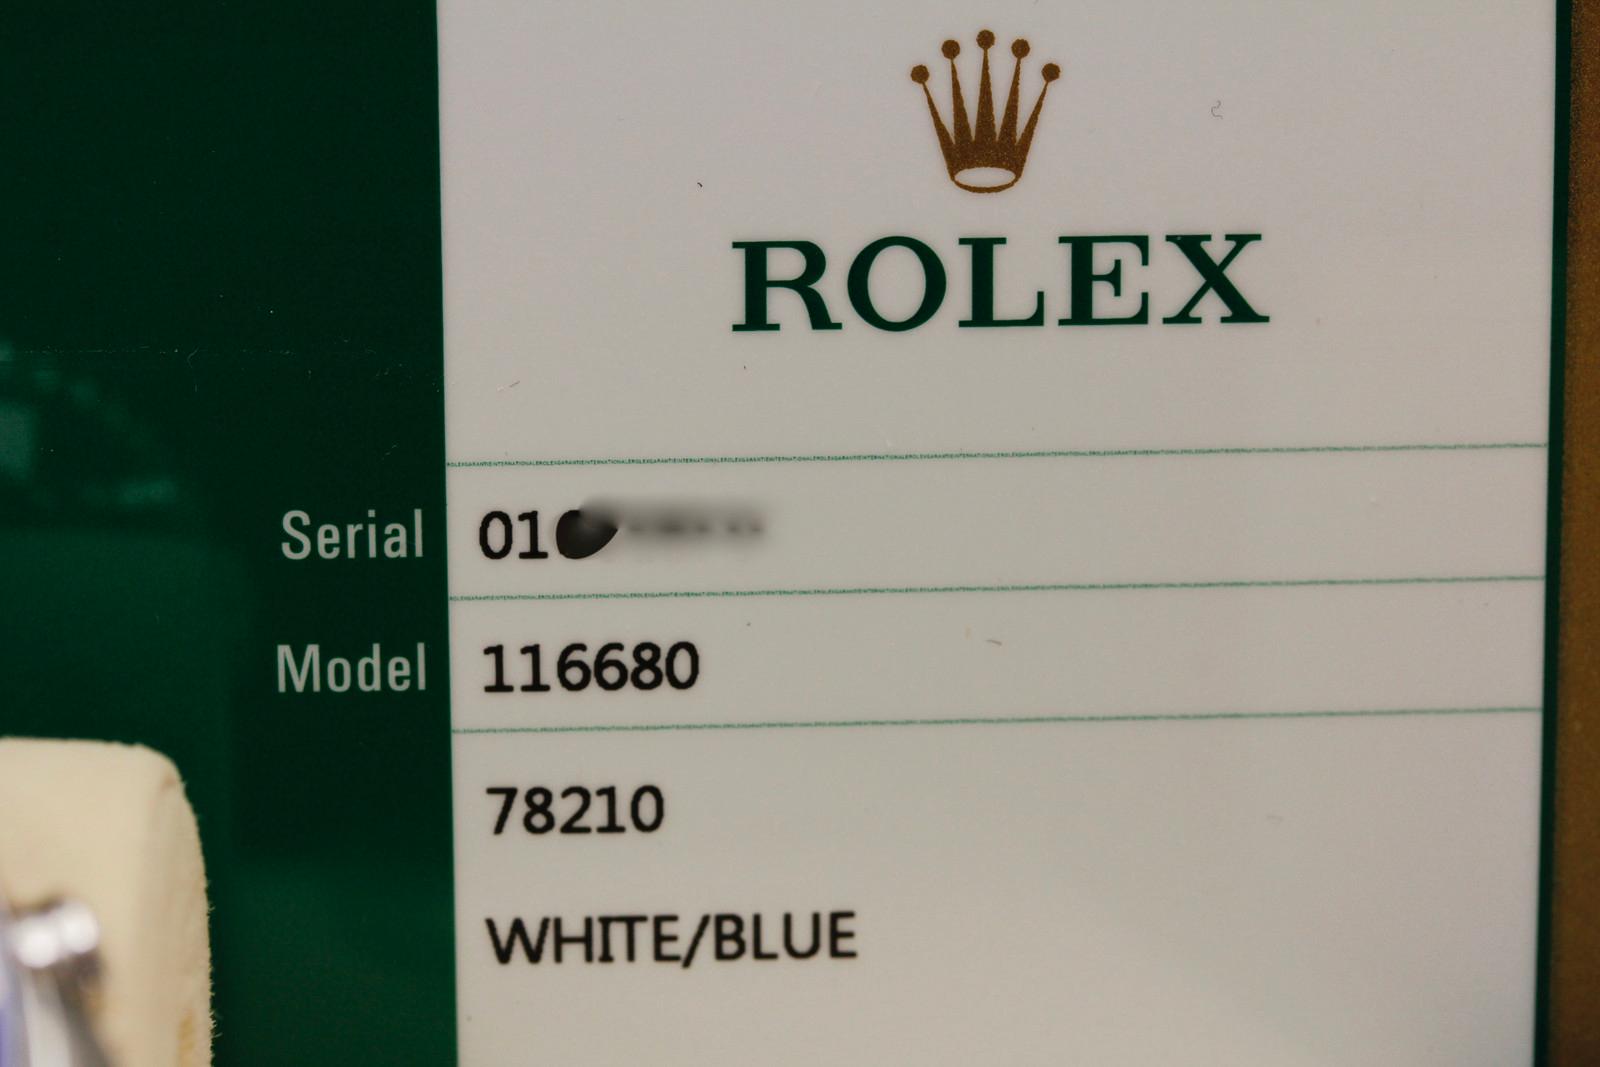 ROLEX
Serial 01
Model 116680
78210
WHITE/BLUE